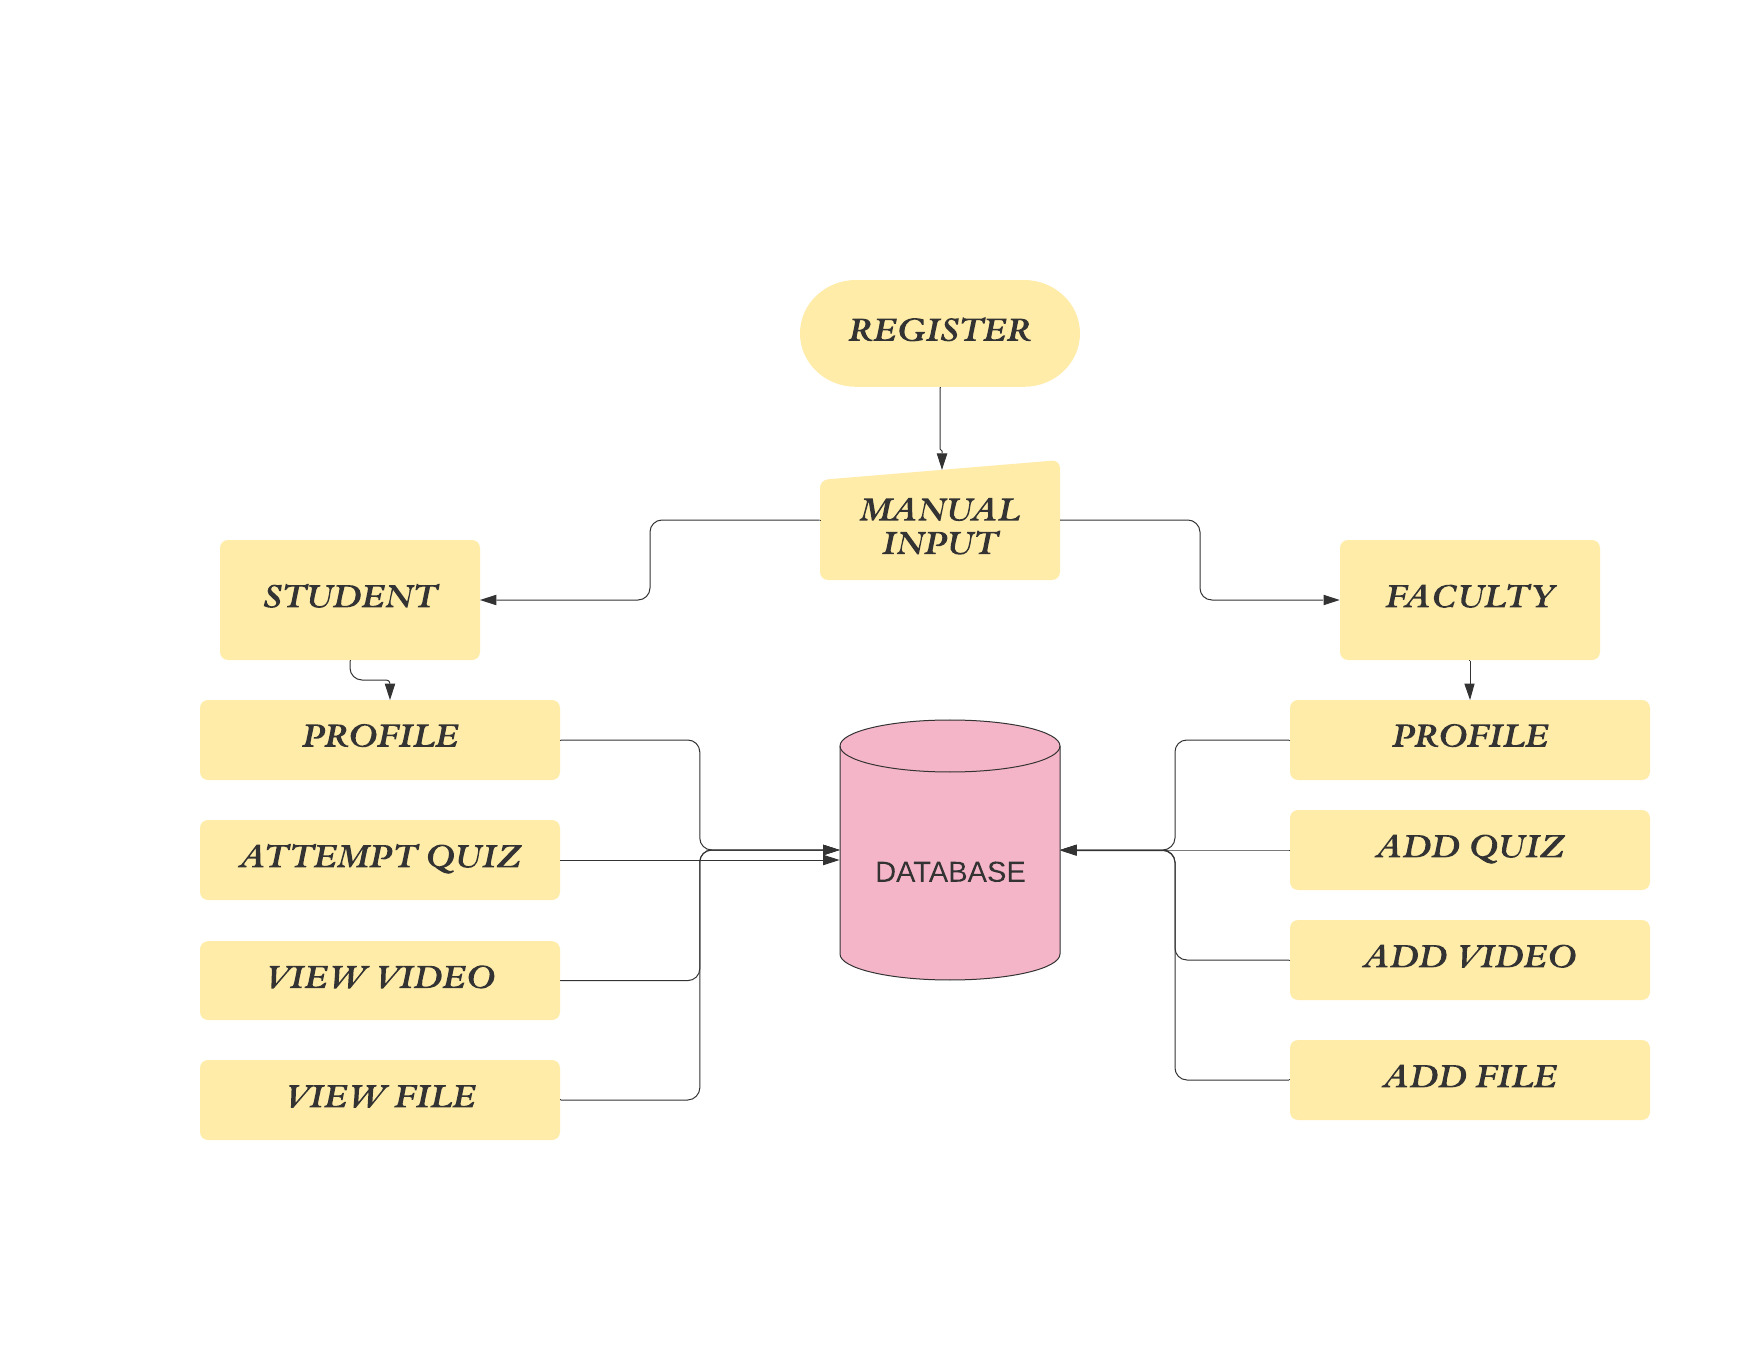 REGISTER
MANUAL
INPUT
STUDENT
FACULTY
PROFILE
ATTEMPT QUIZ
VIEW VIDEO
VIEW FILE
DATABASE
PROFILE
ADD QUIZ
ADD VIDEO
ADD FILE